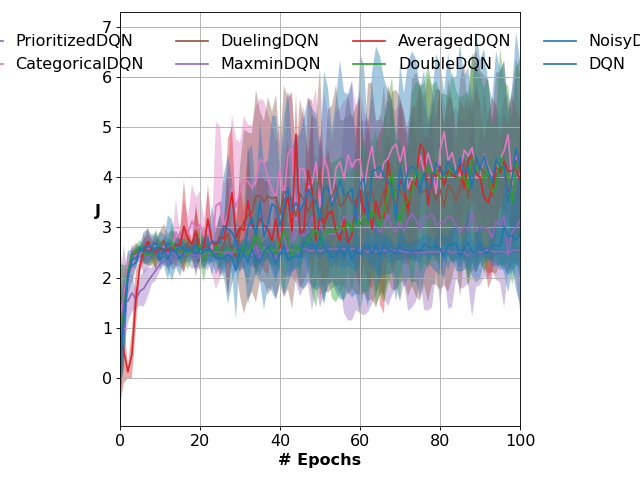 PrioritizedDQN DuelingDQN AveragedDQN NoisyD
CategoricalDQN MaxminDQN DoubleDQN DQN
7
6
5
4
3
2
1
0
J
0 20 40 60 80 100
# Epochs